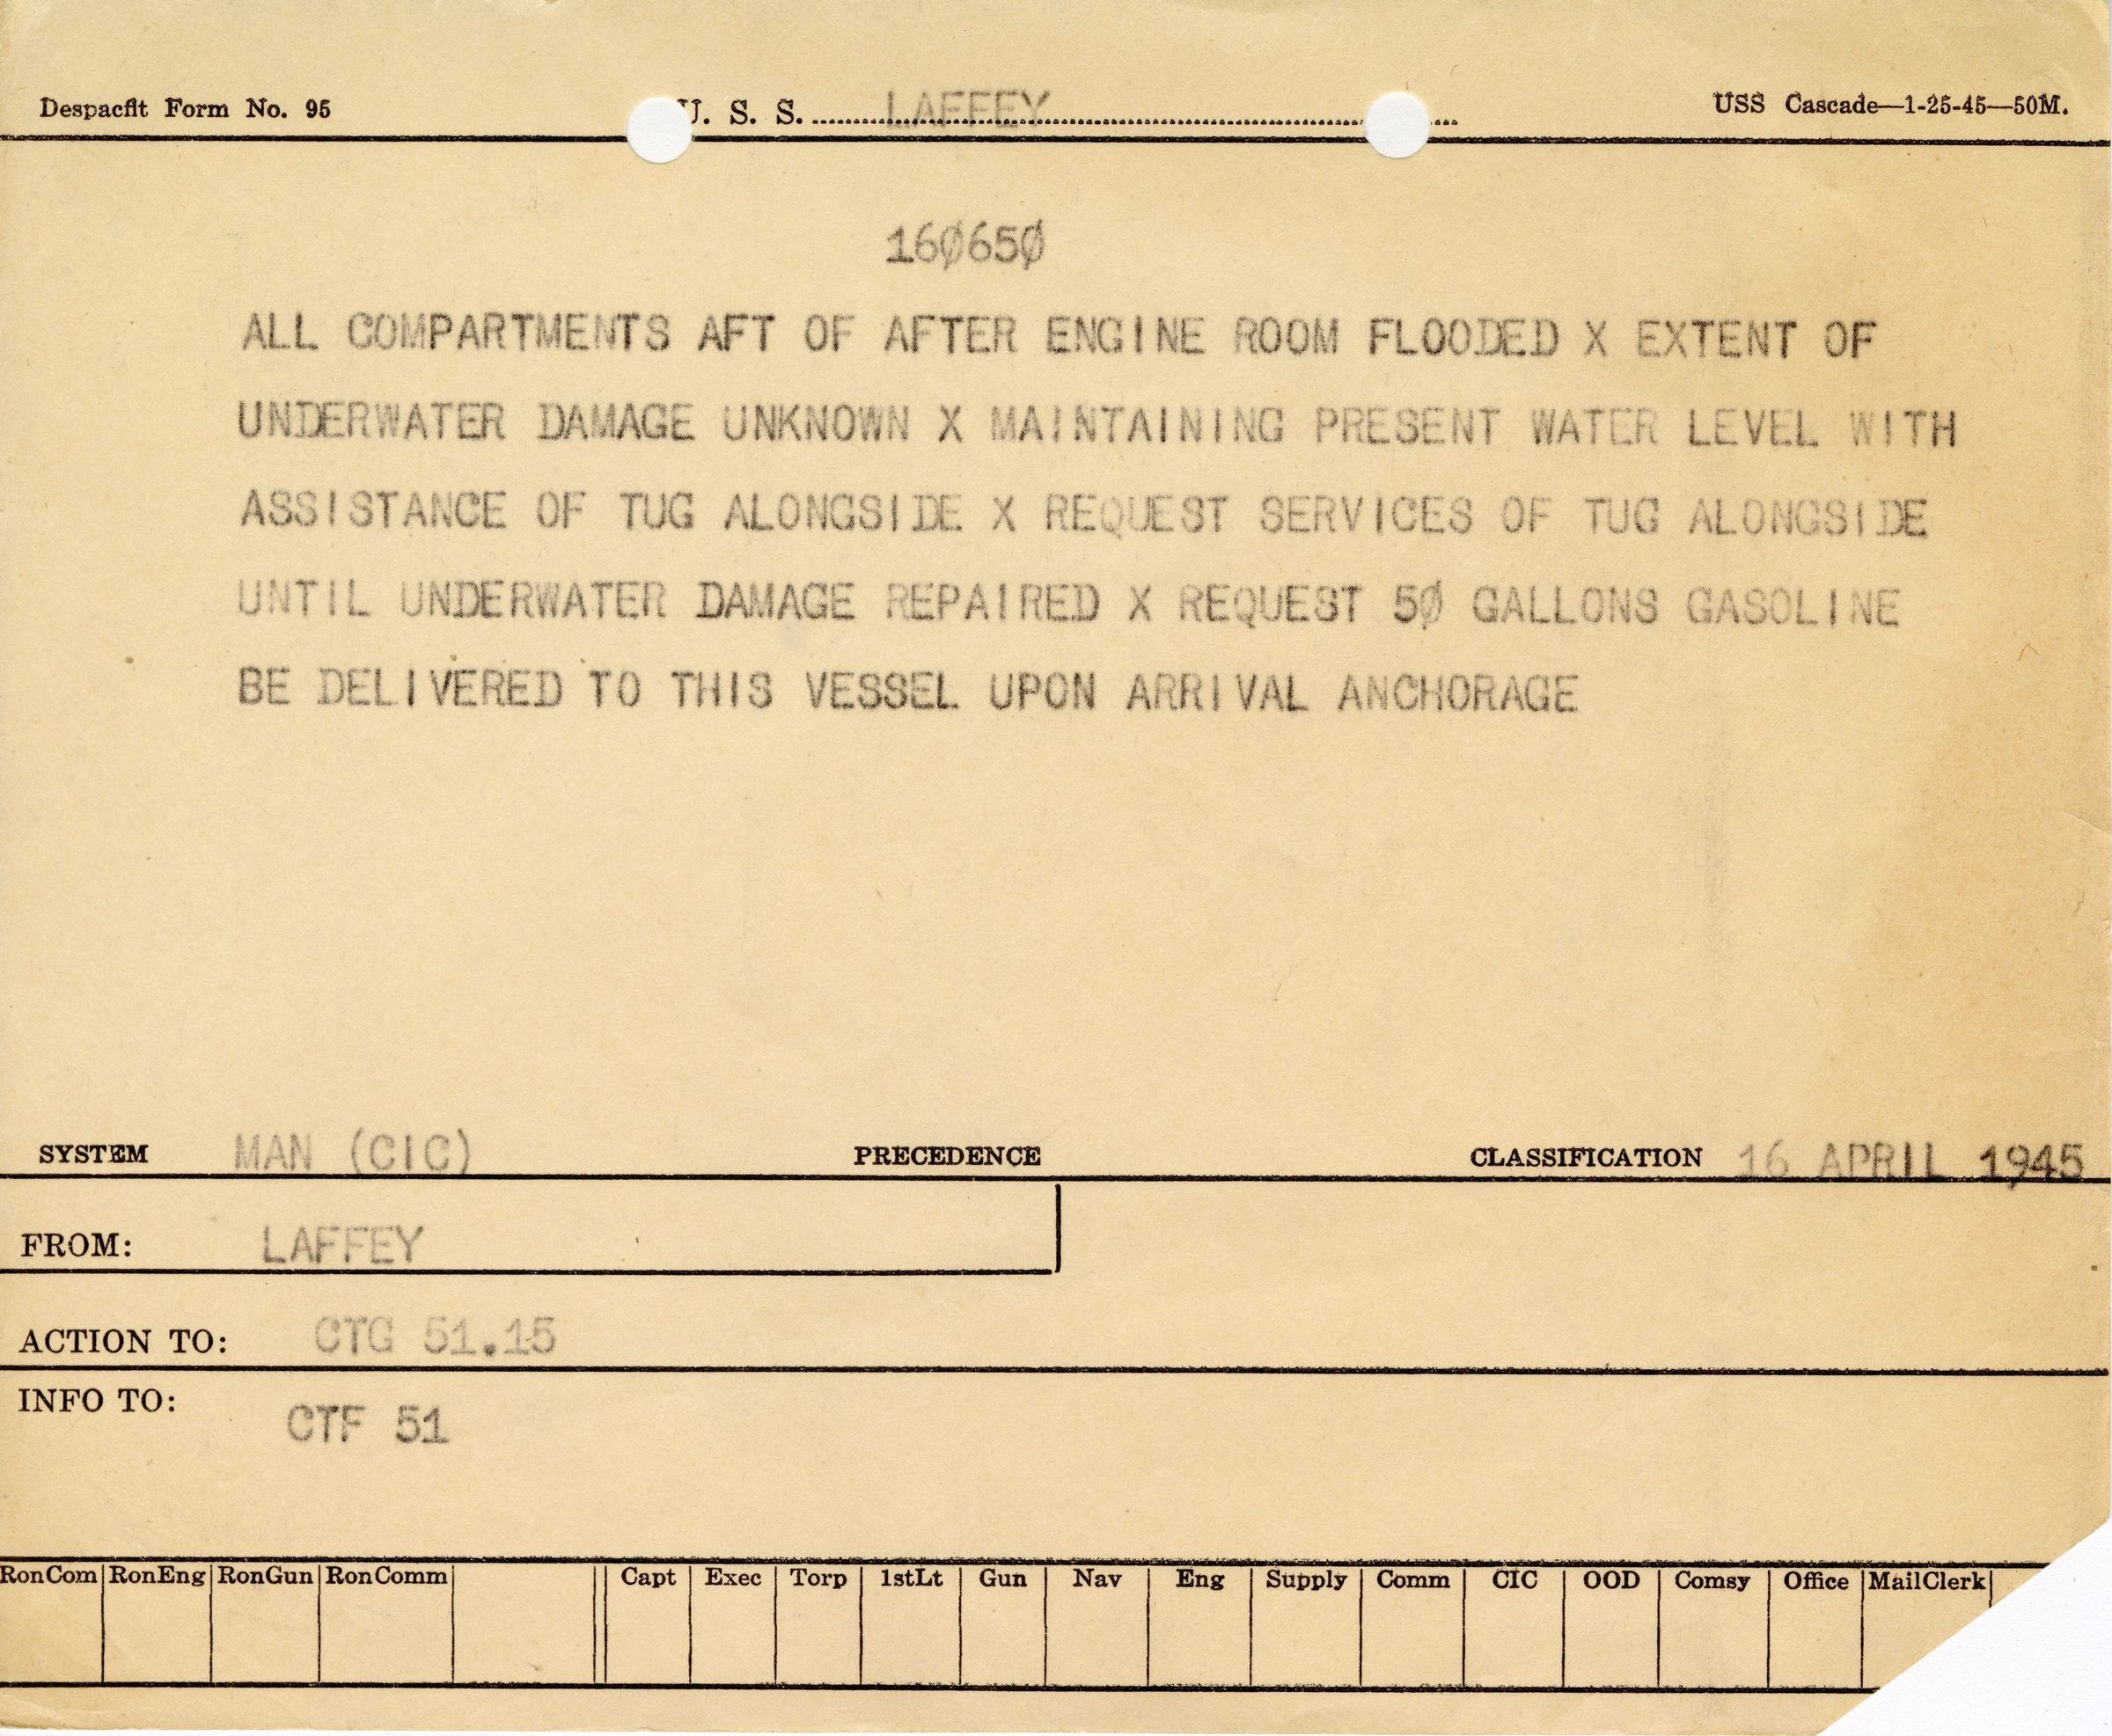 Despacht Form No. 95 U. S. S. LAFFEY USS Cascade—1-25-45—50M.
16Ø65Ø
ALL COMPARTMENTS AFT OF AFTER ENGINE ROOM FLOODED X EXTENT OF
UNDERWATER DAMAGE UNKNOWN X MAINTAINING PRESENT WATER LEVEL WITH
ASSISTANCE OF TUG ALONGSIDE X REQUEST SERVICES OF TUG ALONGSIDE
UNTIL UNDERWATER DAMAGE REPAIRED X REQUEST 5Ø GALLONS GASOLINE
BE DELIVERED TO THIS VESSEL UPON ARRIVAL ANCHORAGE
SYSTEM MAN (CIC) PRECEDENCE CLASSIFICATION 16 APRIL 1945
FROM: LAFFEY
ACTION TO: CTG 51.15
INFO TO: CTF 51
RonCom RonEng RonGun RonComm Capt Exec Torp 1stLt Gun Nav Eng Supply Comm CIC OOD Comsy Office MailClerk